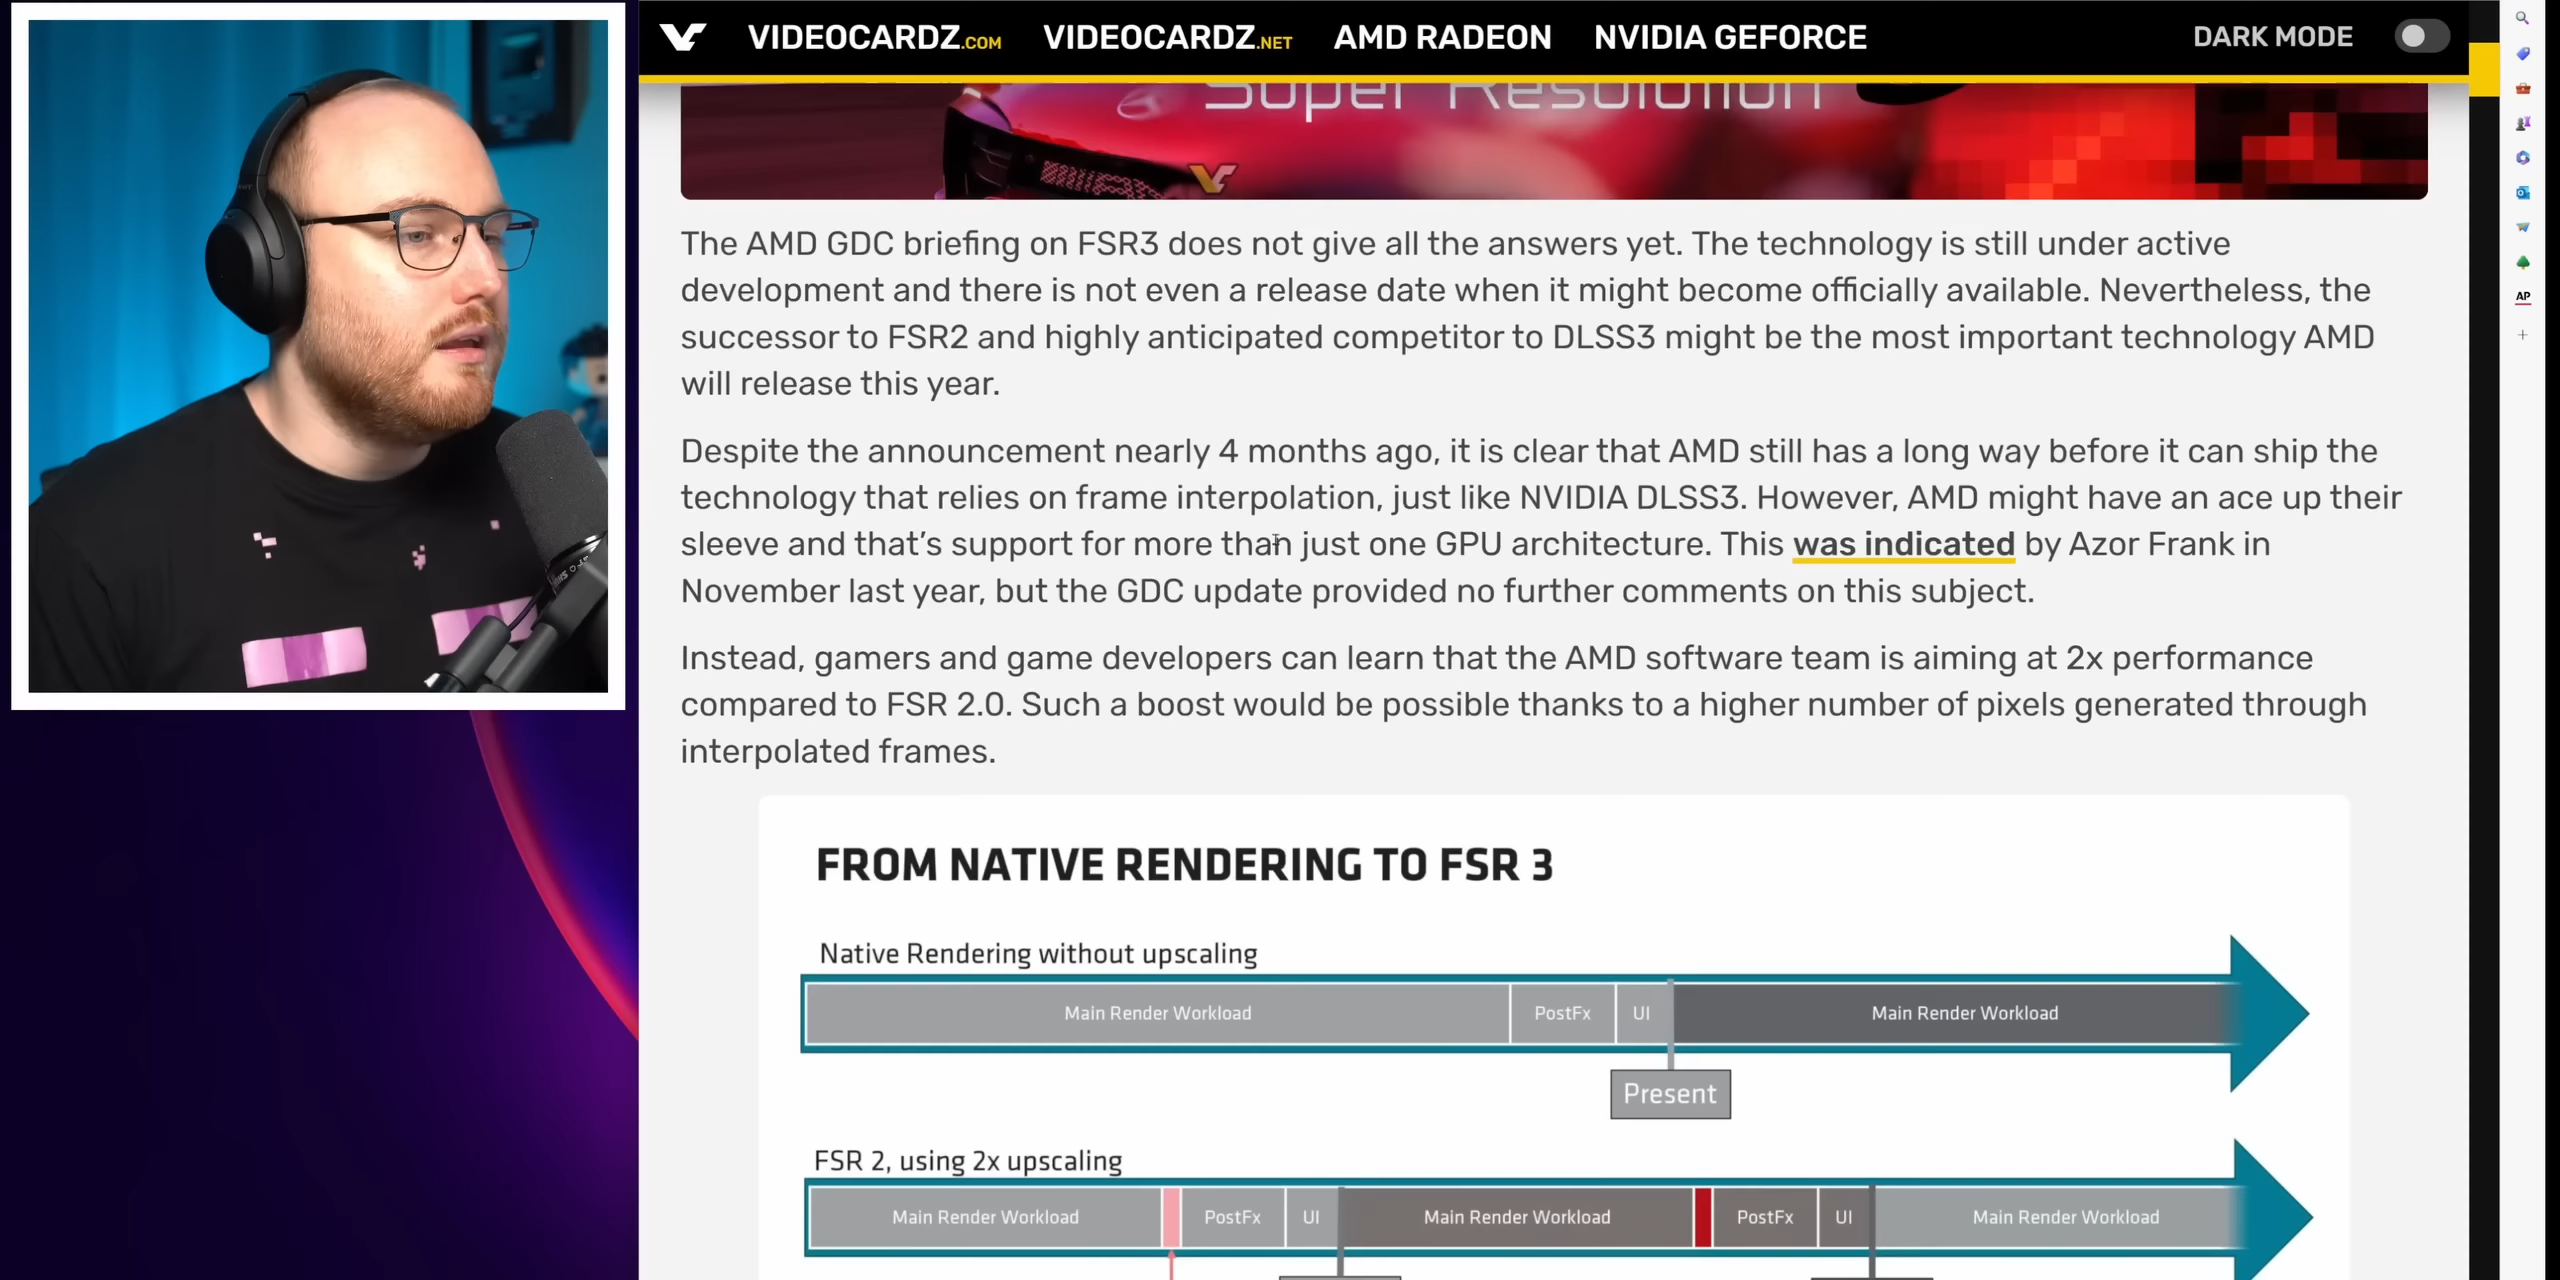 VIDEOCARDZ.COM VIDEOCARDZ.NET AMD RADEON NVIDIA GEFORCE DARK MODE
Super Resolution
The AMD GDC briefing on FSR3 does not give all the answers yet. The technology is still under active
development and there is not even a release date when it might become officially available. Nevertheless, the
successor to FSR2 and highly anticipated competitor to DLSS3 might be the most important technology AMD
will release this year.
Despite the announcement nearly 4 months ago, it is clear that AMD still has a long way before it can ship the
technology that relies on frame interpolation, just like NVIDIA DLSS3. However, AMD might have an ace up their
sleeve and that’s support for more than just one GPU architecture. This was indicated by Azor Frank in
November last year, but the GDC update provided no further comments on this subject.
Instead, gamers and game developers can learn that the AMD software team is aiming at 2x performance
compared to FSR 2.0. Such a boost would be possible thanks to a higher number of pixels generated through
interpolated frames.
FROM NATIVE RENDERING TO FSR 3
Native Rendering without upscaling
Main Render Workload PostFx UI Main Render Workload
Present
FSR 2, using 2x upscaling
Main Render Workload PostFx UI Main Render Workload PostFx UI Main Render Workload
AP